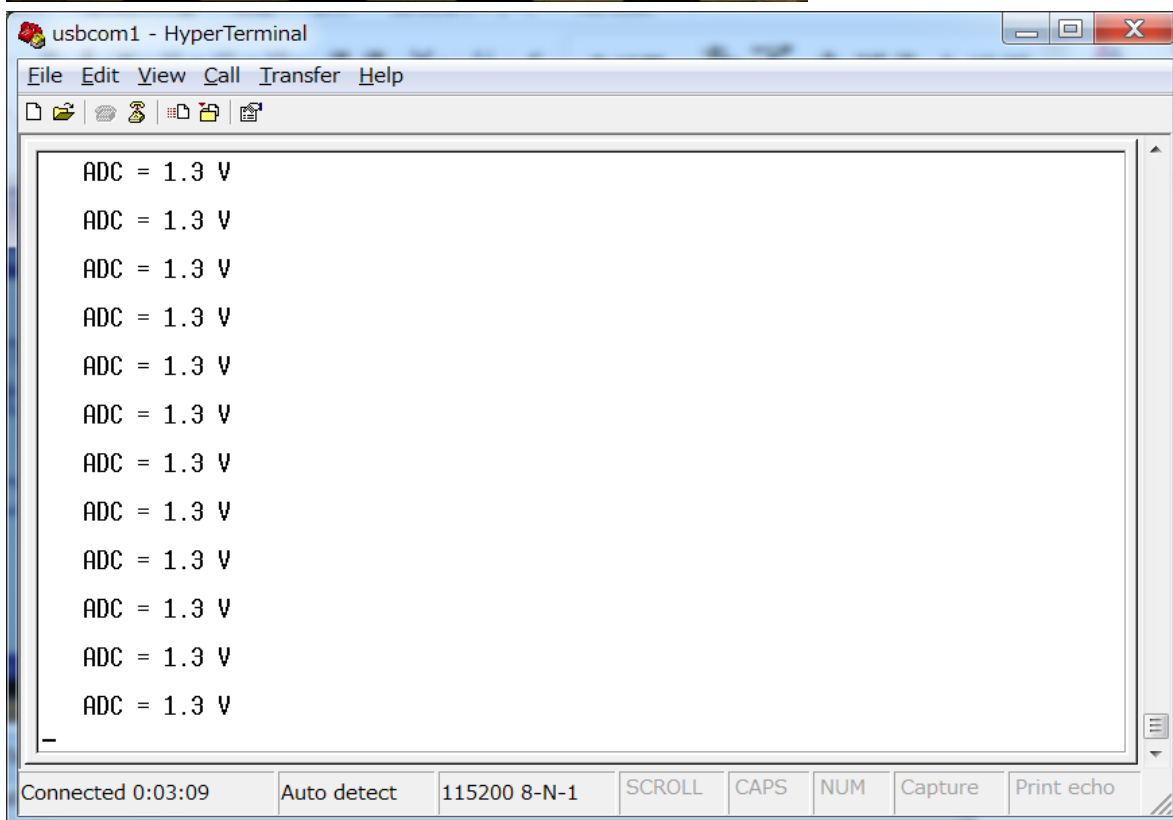 usbcom1 - HyperTerminal
File Edit View Call Transfer Help
ADC = 1.3 V
ADC = 1.3 V
ADC = 1.3 V
ADC = 1.3 V
ADC = 1.3 V
ADC = 1.3 V
ADC = 1.3 V
ADC = 1.3 V
ADC = 1.3 V
ADC = 1.3 V
ADC = 1.3 V
ADC = 1.3 V
_
Connected 0:03:09 Auto detect 115200 8-N-1 SCROLL CAPS NUM Capture Print echo